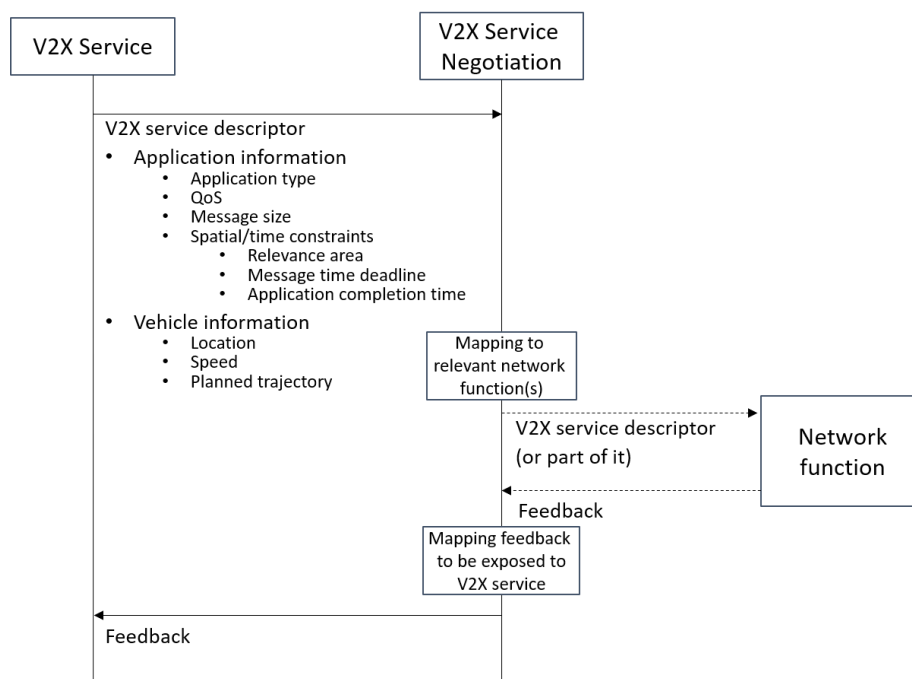 V2X Service
V2X Service
Negotiation
V2X service descriptor
• Application information
• Application type
• QoS
• Message size
• Spatial/time constraints
• Relevance area
• Message time deadline
• Application completion time
• Vehicle information
• Location
• Speed
• Planned trajectory
Mapping to
relevant network
function(s)
V2X service descriptor
(or part of it)
Network
function
Feedback
Mapping feedback
to be exposed to
V2X service
Feedback